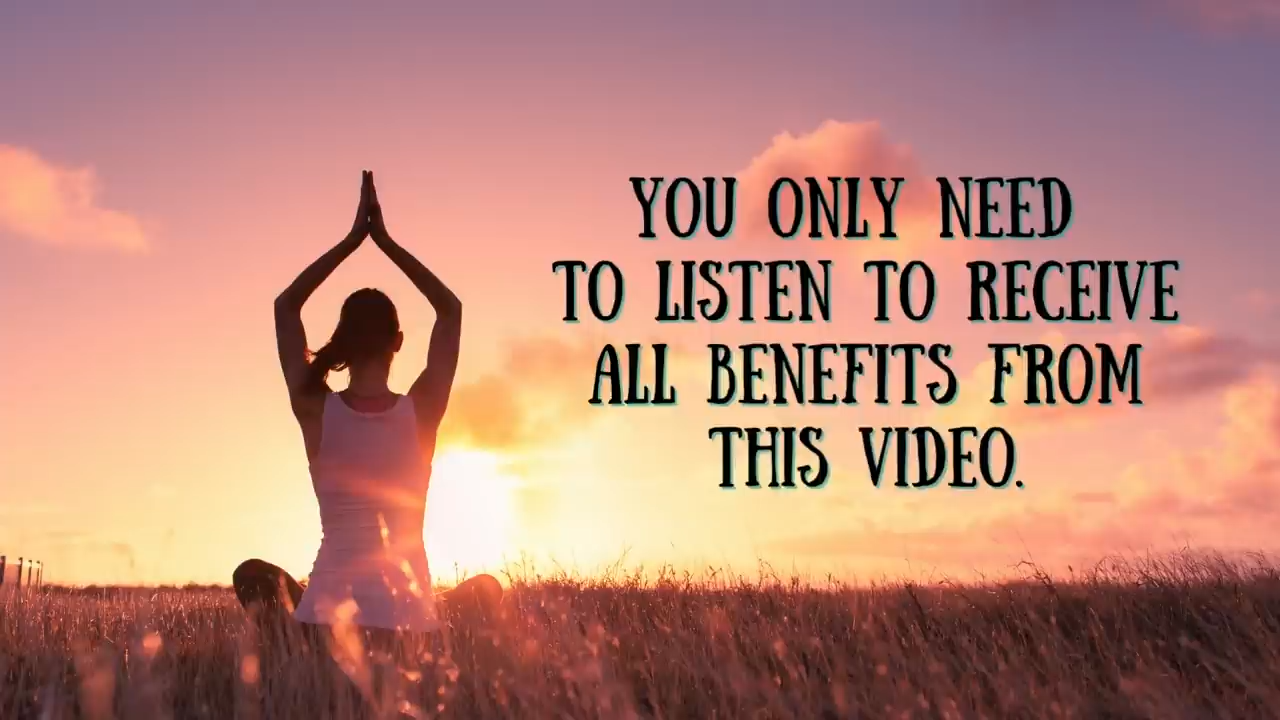 YOU ONLY NEED
TO LISTEN TO RECEIVE
ALL BENEFITS FROM
THIS VIDEO.